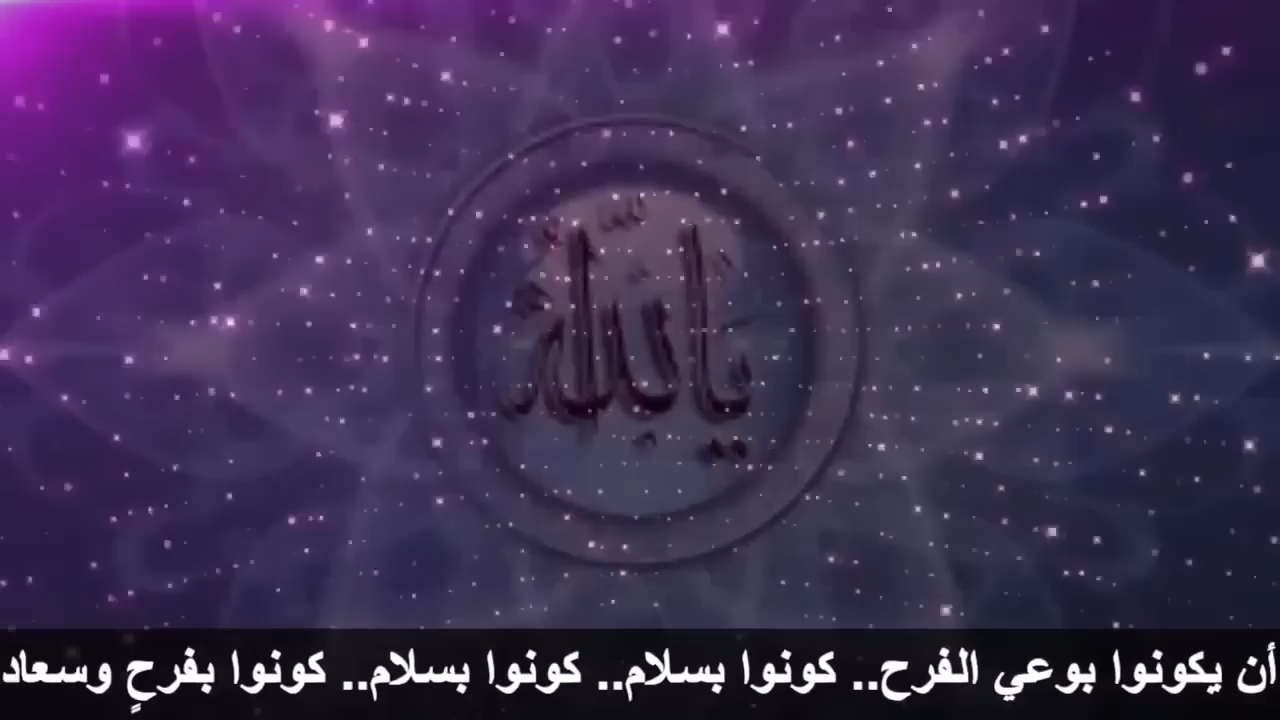 يا الله
أن يكونوا بوعي الفرح.. كونوا بسلام.. كونوا بسلام.. كونوا بفرحٍ وسعاد